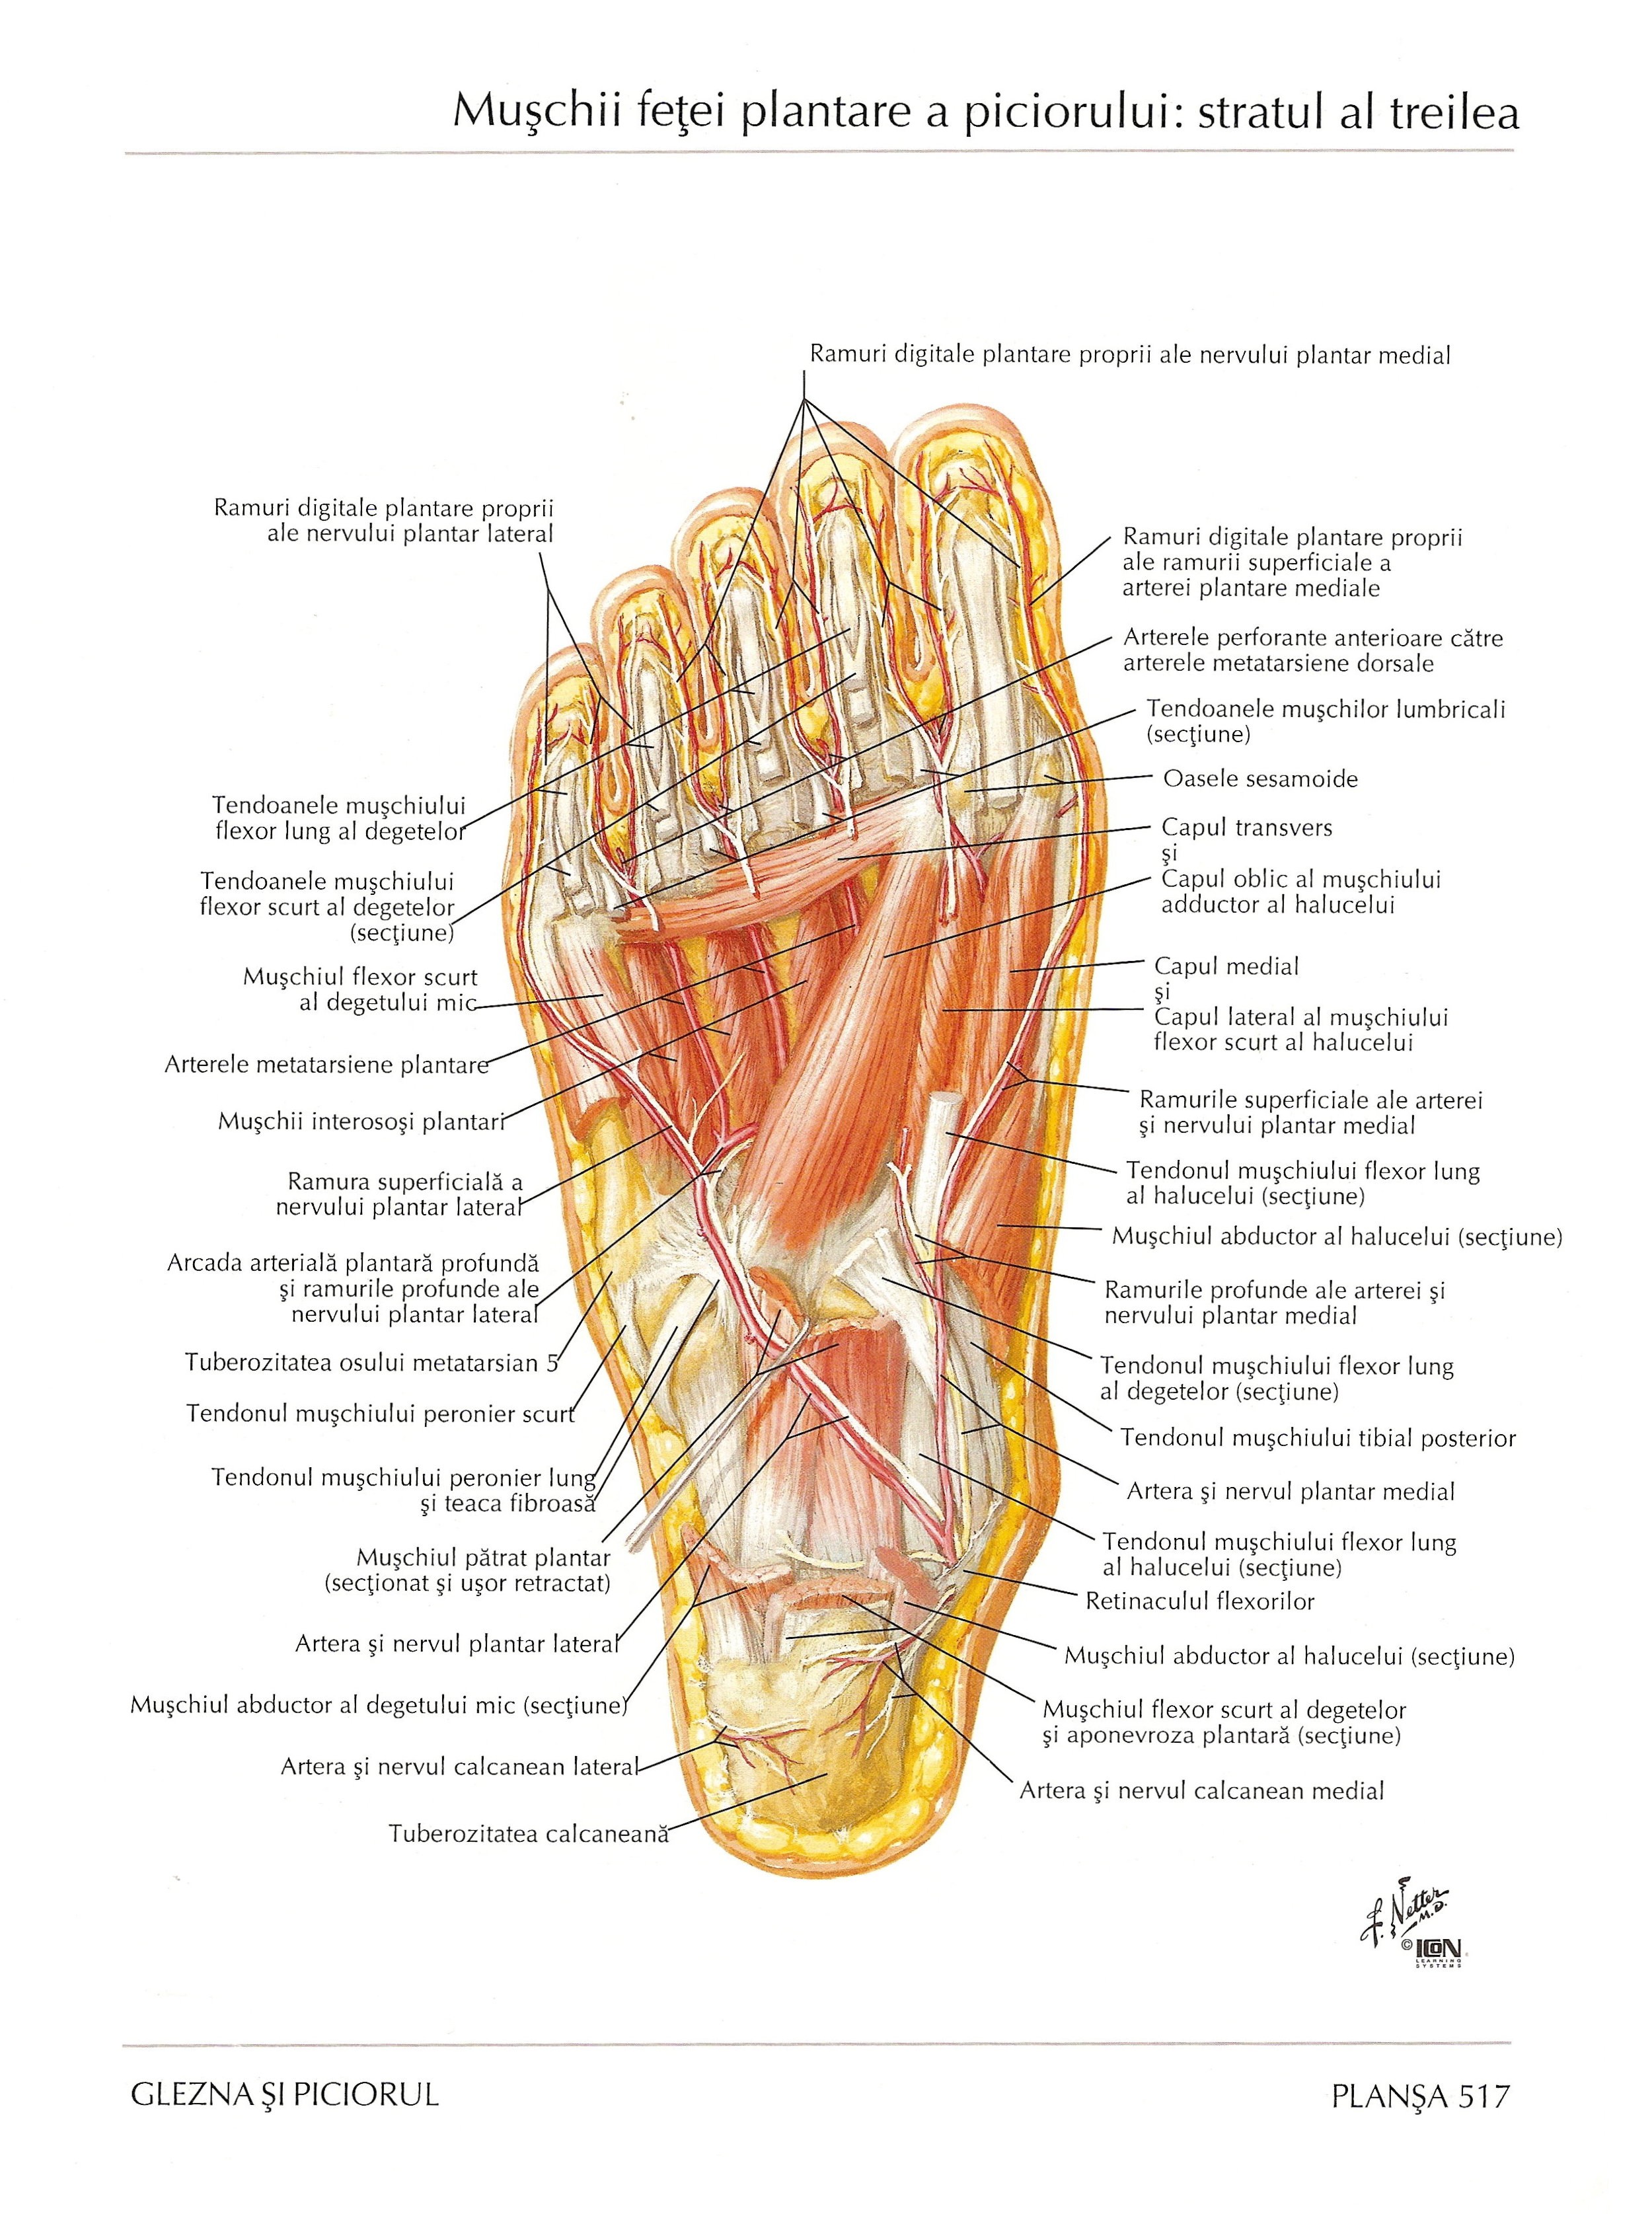 Muşchii feţei plantare a piciorului: stratul al treilea
Ramuri digitale plantare proprii ale nervului plantar medial
Ramuri digitale plantare proprii
ale nervului plantar lateral
Tendoanele muşchiului
flexor lung al degetelor
Tendoanele muşchiului
flexor scurt al degetelor
(secţiune)
Muşchiul flexor scurt
al degetului mic
Arterele metatarsiene plantare
Muşchii interosoşi plantari
Ramura superficială a
nervului plantar lateral
Arcada arterială plantară profundă
şi ramurile profunde ale
nervului plantar lateral
Tuberozitatea osului metatarsian 5
Tendonul muşchiului peronier scurt
Tendonul muşchiului peronier lung
şi teaca fibroasă
Muşchiul pătrat plantar
(secţionat şi uşor retractat)
Artera şi nervul plantar lateral
Muşchiul abductor al degetului mic (secţiune)
Artera şi nervul calcanean lateral
Tuberozitatea calcaneană
Ramuri digitale plantare proprii
ale ramurii superficiale a
arterei plantare mediale
Arterele perforante anterioare către
arterele metatarsiene dorsale
Tendoanele muşchilor lumbricali
(secţiune)
Oasele sesamoide
Capul transvers
şi
Capul oblic al muşchiului
adductor al halucelui
Capul medial
şi
Capul lateral al muşchiului
flexor scurt al halucelui
Ramurile superficiale ale arterei
şi nervului plantar medial
Tendonul muşchiului flexor lung
al halucelui (secţiune)
Muşchiul abductor al halucelui (secţiune)
Ramurile profunde ale arterei şi
nervului plantar medial
Tendonul muşchiului flexor lung
al degetelor (secţiune)
Tendonul muşchiului tibial posterior
Artera şi nervul plantar medial
Tendonul muşchiului flexor lung
al halucelui (secţiune)
Retinaculul flexorilor
Muşchiul abductor al halucelui (secţiune)
Muşchiul flexor scurt al degetelor
şi aponevroza plantară (secţiune)
Artera şi nervul calcanean medial
F. Netter
M.D.
© ICON
LEARNING
SYSTEMS
GLEZNA ŞI PICIORUL
PLANŞA 517